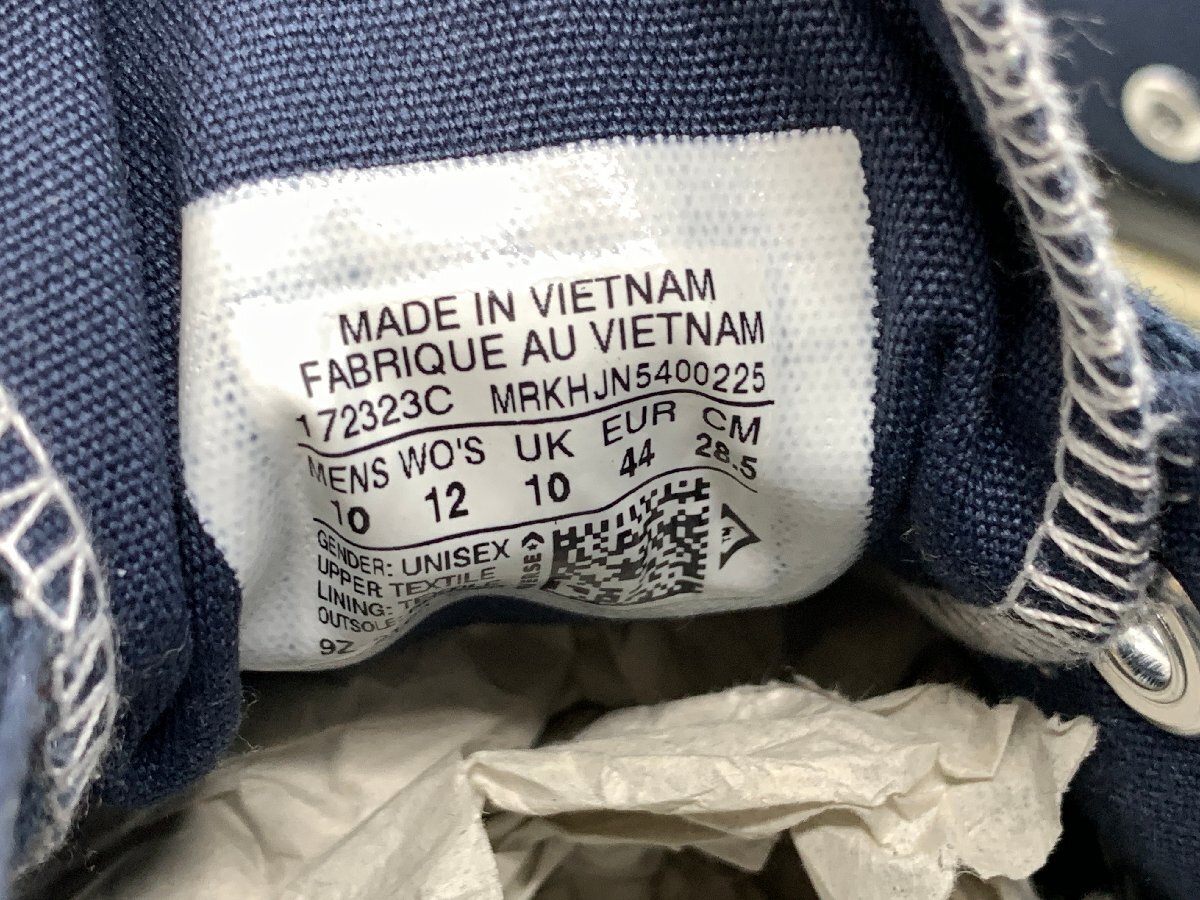 MADE IN VIETNAM
FABRIQUE AU VIETNAM
172323C MRKHJN5400225
MENS WO'S UK EUR CM
10 12 10 44 28.5
GENDER: UNISEX
UPPER TEXTILE
LINING:
OUTSOLE:
9Z